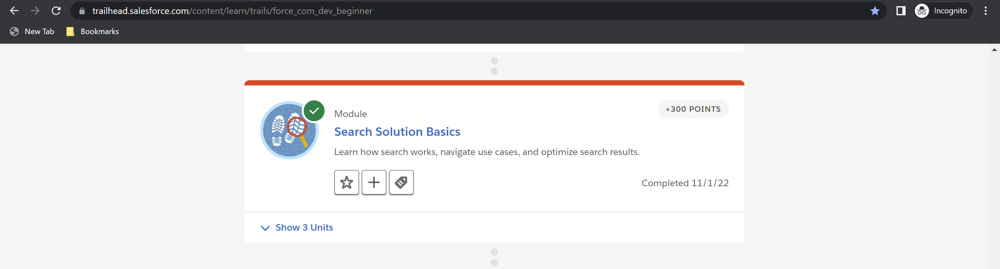 trailhead.salesforce.com/content/learn/trails/force_com_dev_beginner
Incognito
New Tab
Bookmarks
Module
+300 POINTS
Search Solution Basics
Learn how search works, navigate use cases, and optimize search results.
Completed 11/1/22
Show 3 Units